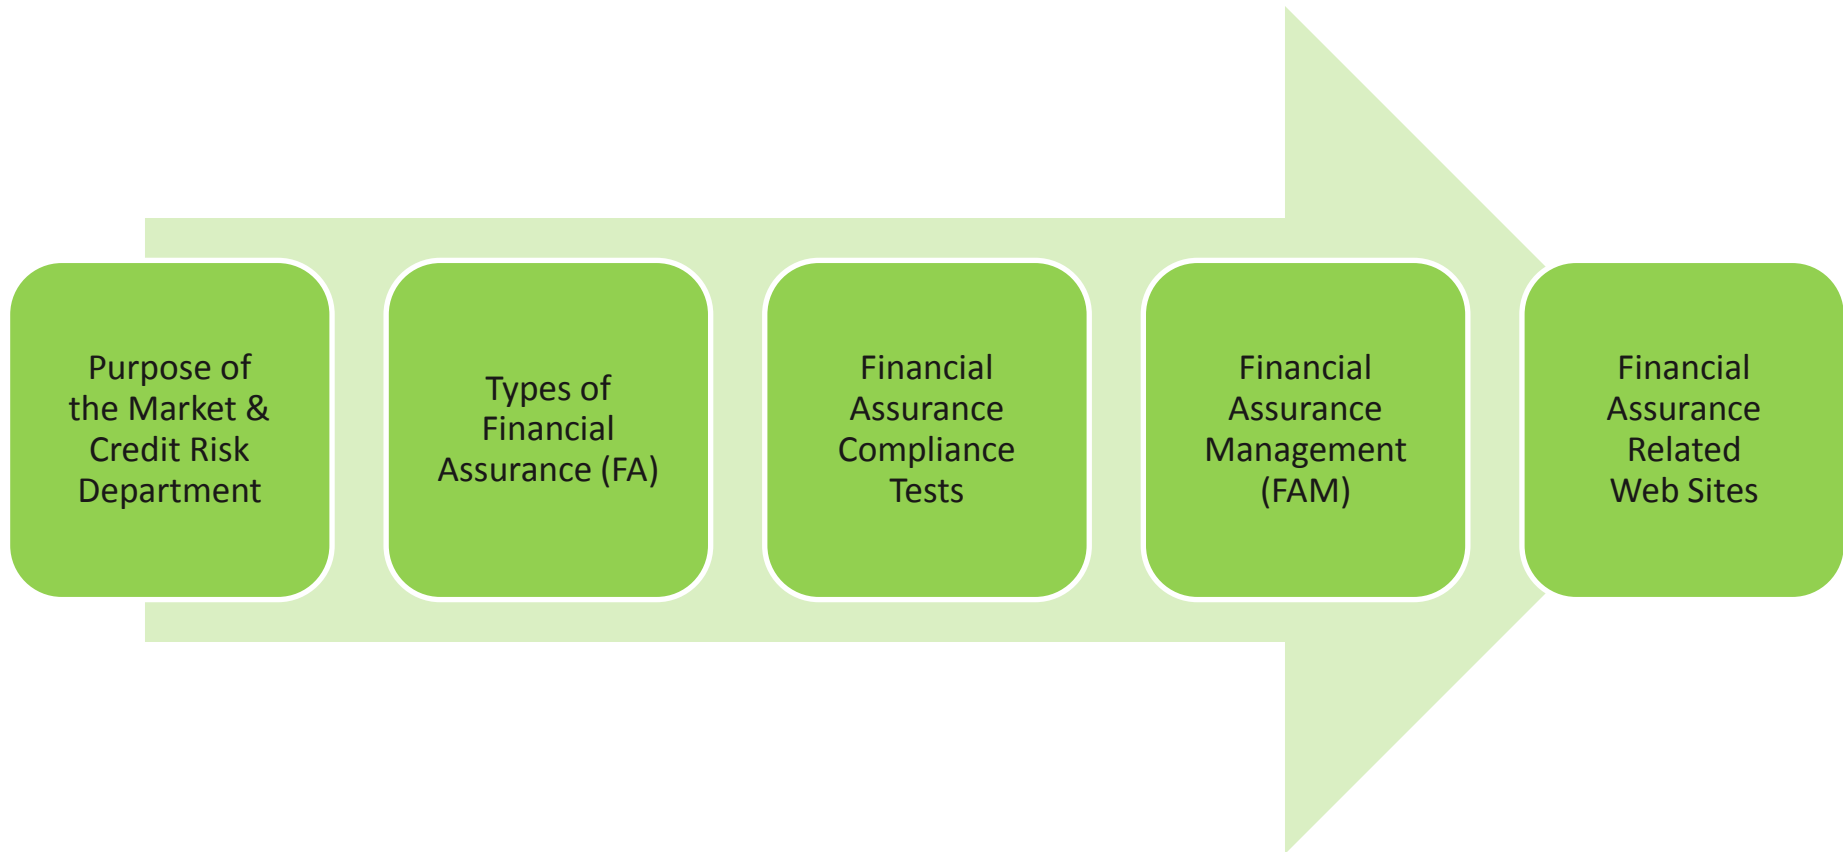 Purpose of
the Market &
Credit Risk
Department
Types of
Financial
Assurance (FA)
Financial
Assurance
Compliance
Tests
Financial
Assurance
Management
(FAM)
Financial
Assurance
Related
Web Sites